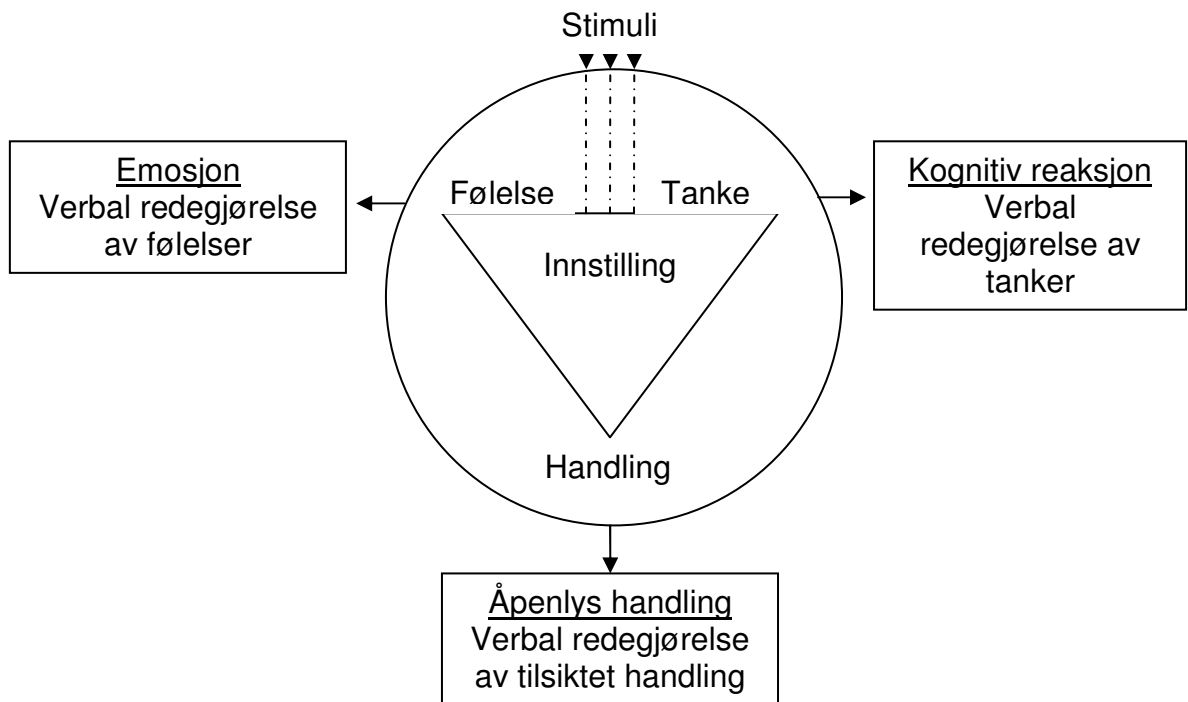 Stimuli
Emosjon
Verbal redegjørelse
av følelser
Følelse
Tanke
Innstilling
Handling
Kognitiv reaksjon
Verbal
redegjørelse av
tanker
Åpenlys handling
Verbal redegjørelse
av tilsiktet handling